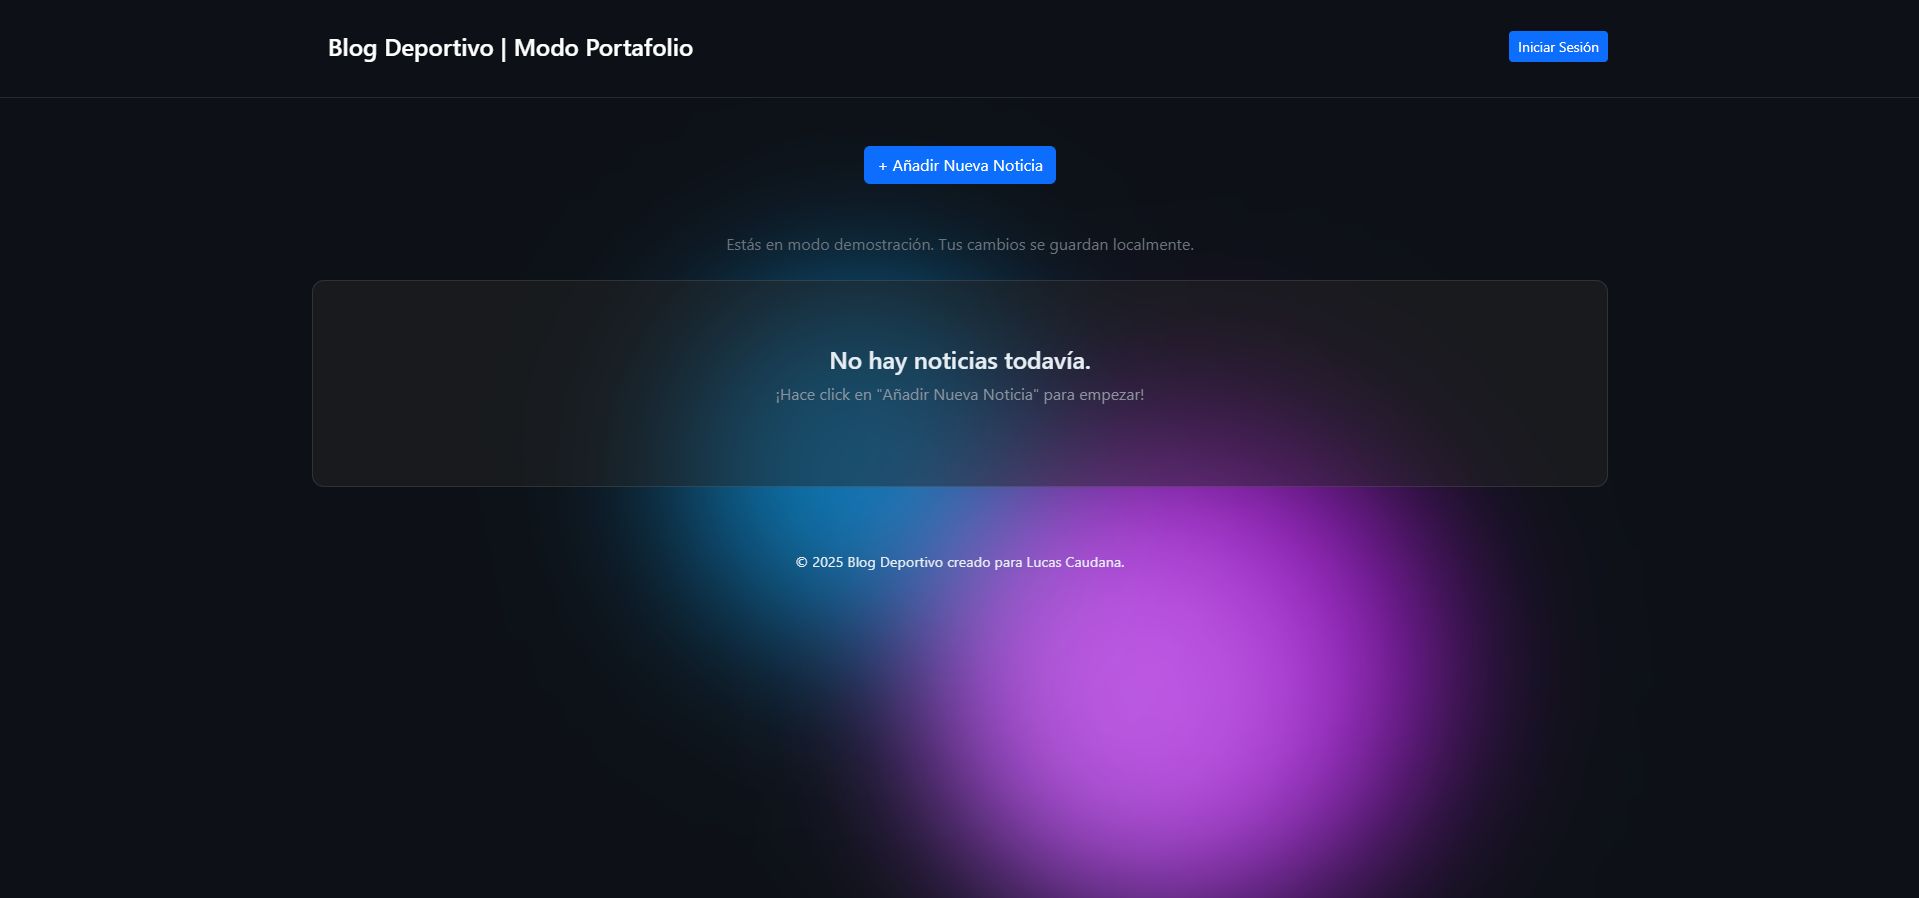 Blog Deportivo | Modo Portafolio
Iniciar Sesión
+ Añadir Nueva Noticia
Estás en modo demostración. Tus cambios se guardan localmente.
No hay noticias todavía.
¡Hace click en "Añadir Nueva Noticia" para empezar!
© 2025 Blog Deportivo creado para Lucas Caudana.